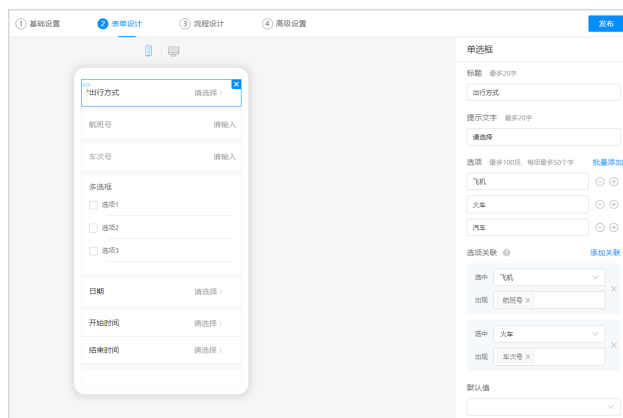 1 基础设置 2 表单设计 3 流程设计 4 高级设置 发布
*出行方式 请选择
航班号 请输入
车次号 请输入
多选框
选项1
选项2
选项3
日期 请选择
开始时间 请选择
结束时间 请选择
单选框
标题 最多20字
出行方式
提示文字 最多20字
请选择
选项 最多100项，每项最多50个字 批量添加
飞机
火车
汽车
选项关联 ? 添加关联
选中 飞机
出现 航班号 x
选中 火车
出现 车次号 x
默认值